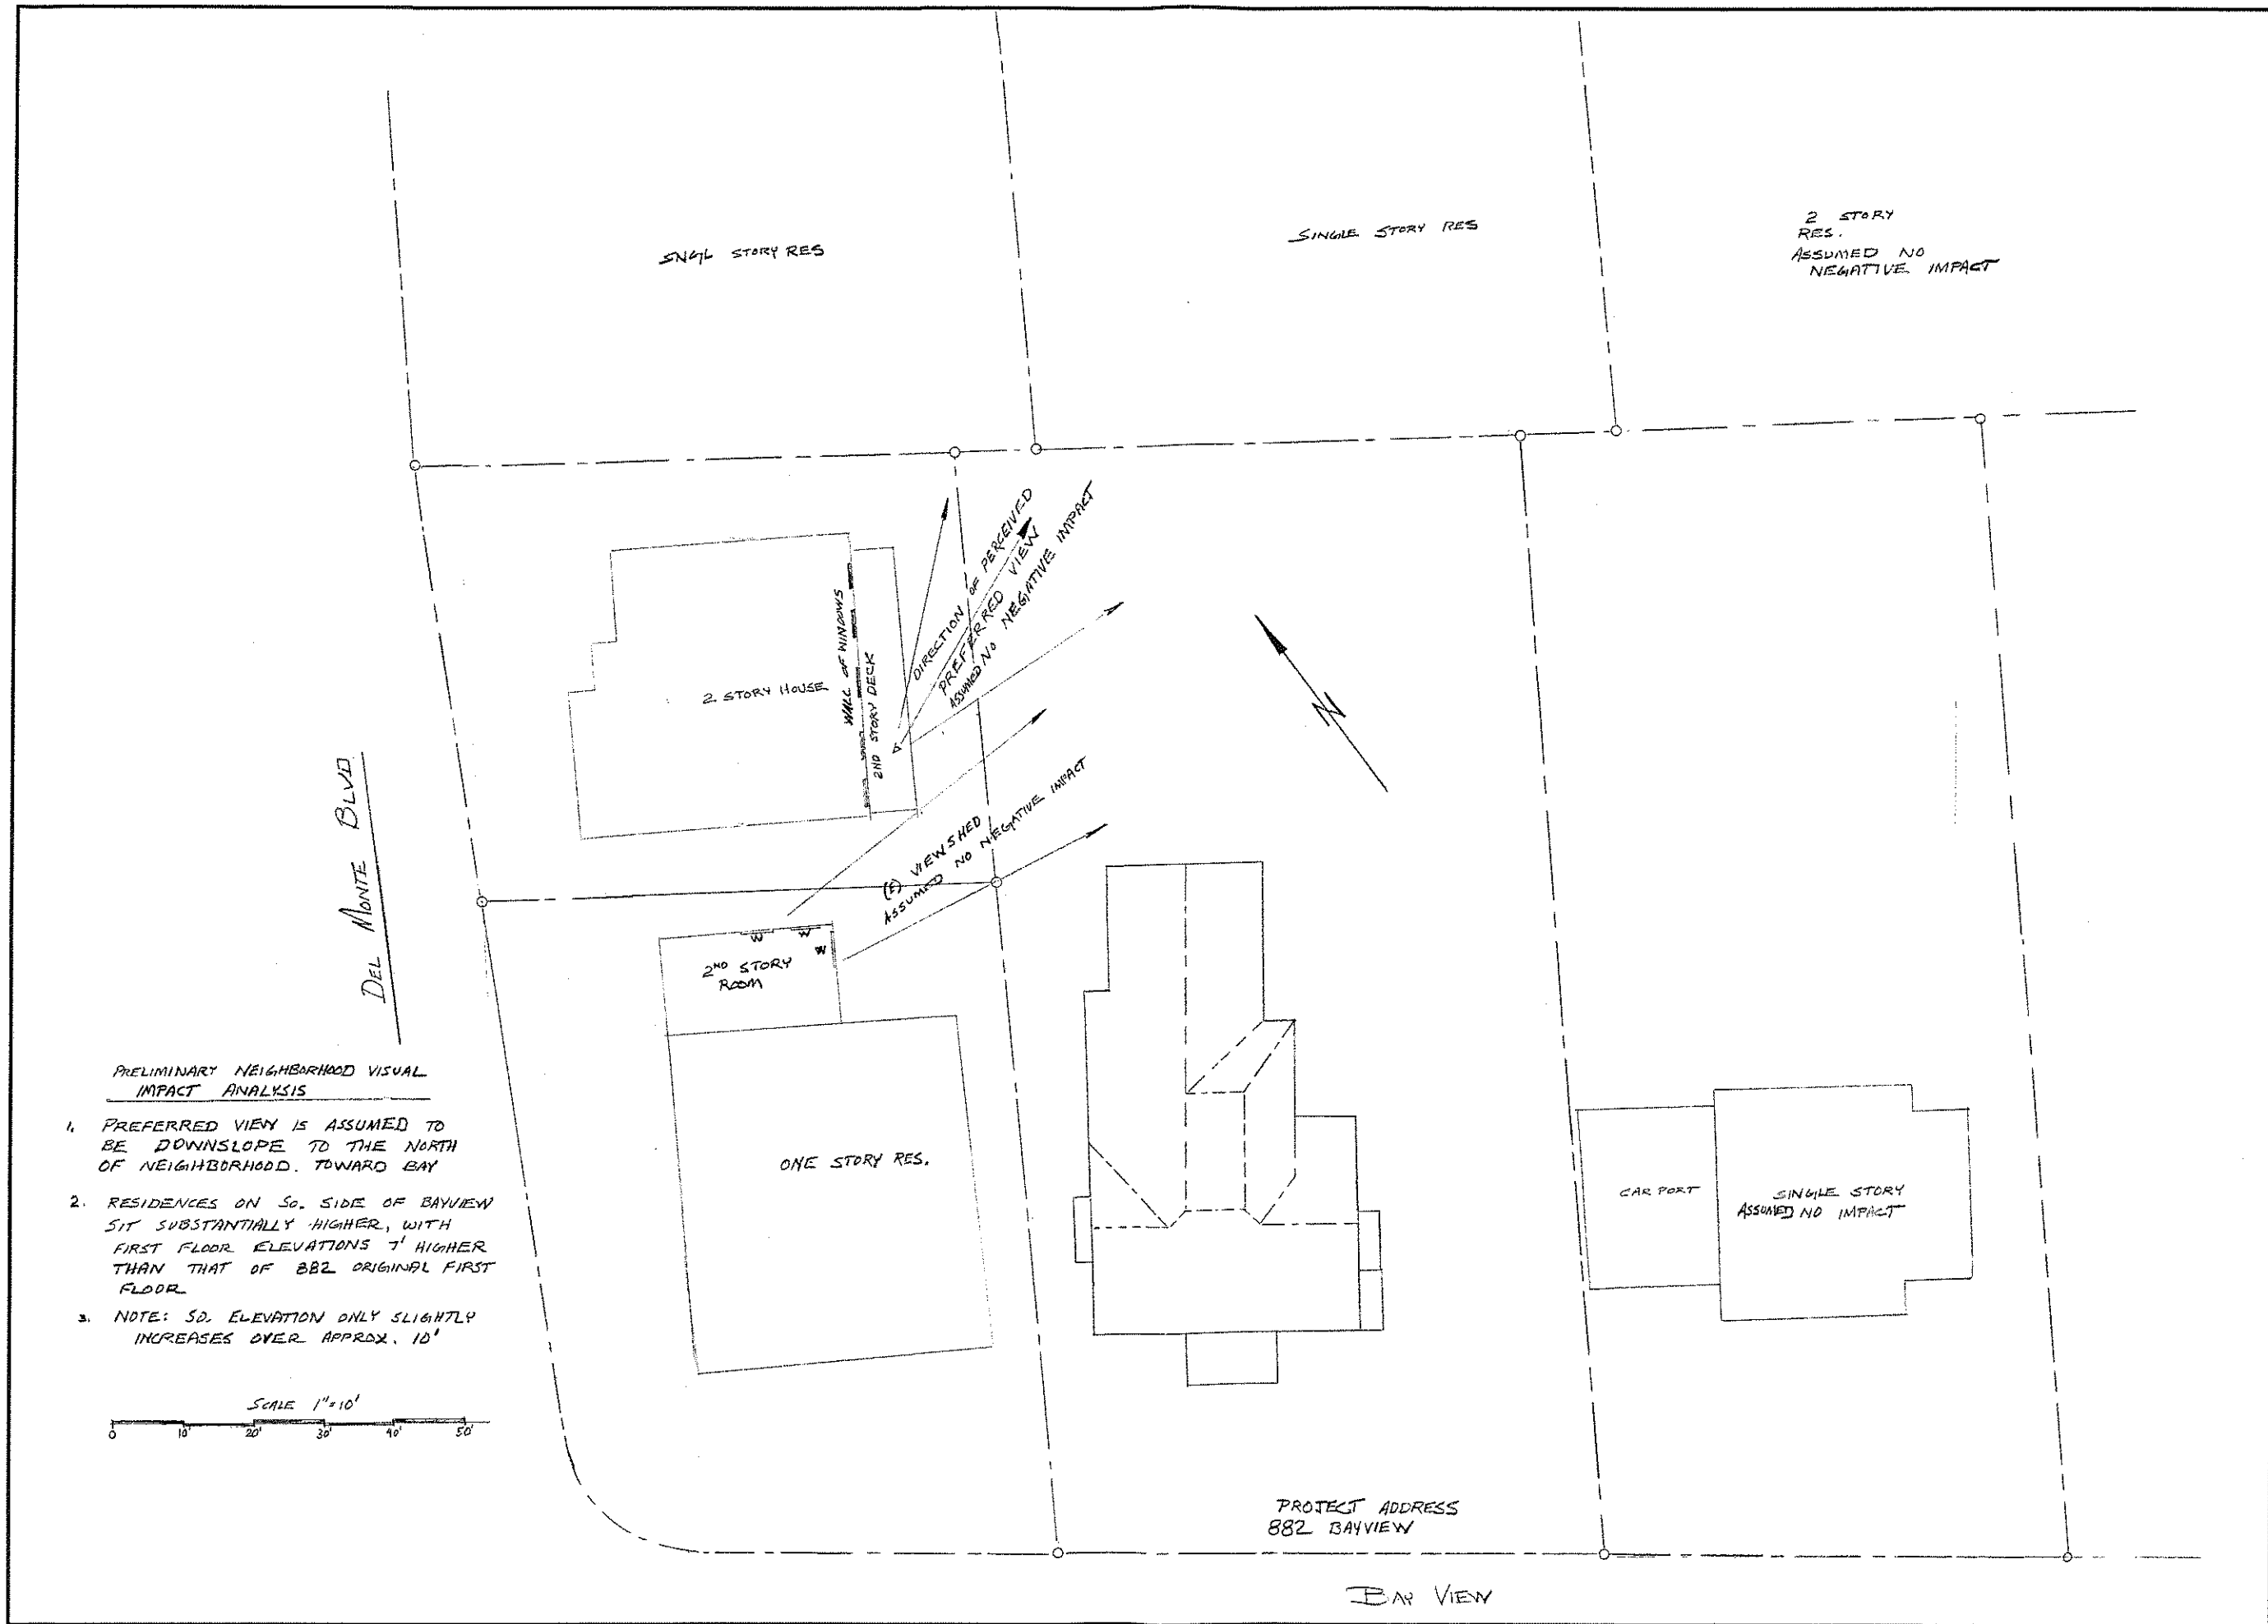 SNGL STORY RES
SINGLE STORY RES
2 STORY
RES.
ASSUMED NO
NEGATIVE IMPACT
DIRECTION OF PERCEIVED
PREFERRED VIEW
ASSUMED NO NEGATIVE IMPACT
WALL OF WINDOWS
2ND STORY DECK
2 STORY HOUSE
N
DEL MONTE BLVD
(E) VIEWSHED
ASSUMED NO NEGATIVE IMPACT
W W
W
2ND STORY
ROOM
ONE STORY RES.
CAR PORT
SINGLE STORY
ASSUMED NO IMPACT
PRELIMINARY NEIGHBORHOOD VISUAL
IMPACT ANALYSIS
1. PREFERRED VIEW IS ASSUMED TO
BE DOWNSLOPE TO THE NORTH
OF NEIGHBORHOOD. TOWARD BAY
2. RESIDENCES ON SO. SIDE OF BAYVIEW
SIT SUBSTANTIALLY HIGHER, WITH
FIRST FLOOR ELEVATIONS 7' HIGHER
THAN THAT OF 882 ORIGINAL FIRST
FLOOR
3. NOTE: SO. ELEVATION ONLY SLIGHTLY
INCREASES OVER APPROX. 10'
SCALE 1"=10'
0 10' 20' 30' 40' 50'
PROJECT ADDRESS
882 BAYVIEW
BAY VIEW